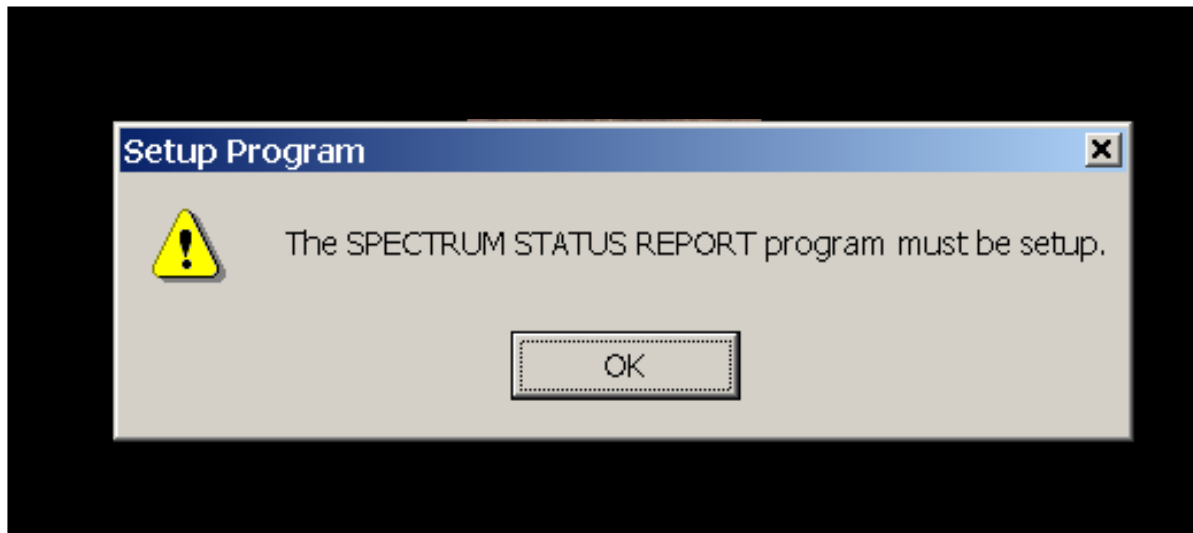 Setup Program
The SPECTRUM STATUS REPORT program must be setup.
OK